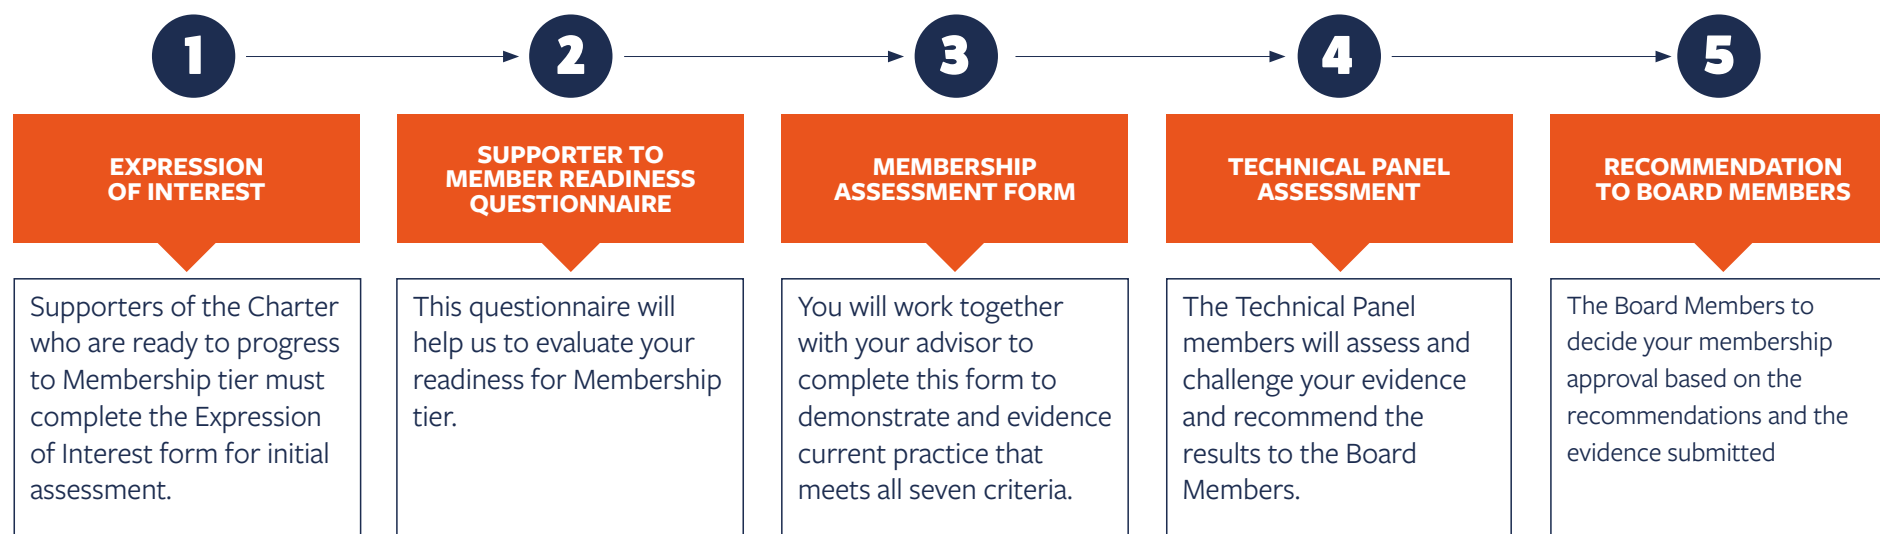 1
2
3
4
5
EXPRESSION
OF INTEREST
SUPPORTER TO
MEMBER READINESS
QUESTIONNAIRE
MEMBERSHIP
ASSESSMENT FORM
TECHNICAL PANEL
ASSESSMENT
RECOMMENDATION
TO BOARD MEMBERS
Supporters of the Charter
who are ready to progress
to Membership tier must
complete the Expression
of Interest form for initial
assessment.
This questionnaire will
help us to evaluate your
readiness for Membership
tier.
You will work together
with your advisor to
complete this form to
demonstrate and evidence
current practice that
meets all seven criteria.
The Technical Panel
members will assess and
challenge your evidence
and recommend the
results to the Board
Members.
The Board Members to
decide your membership
approval based on the
recommendations and the
evidence submitted